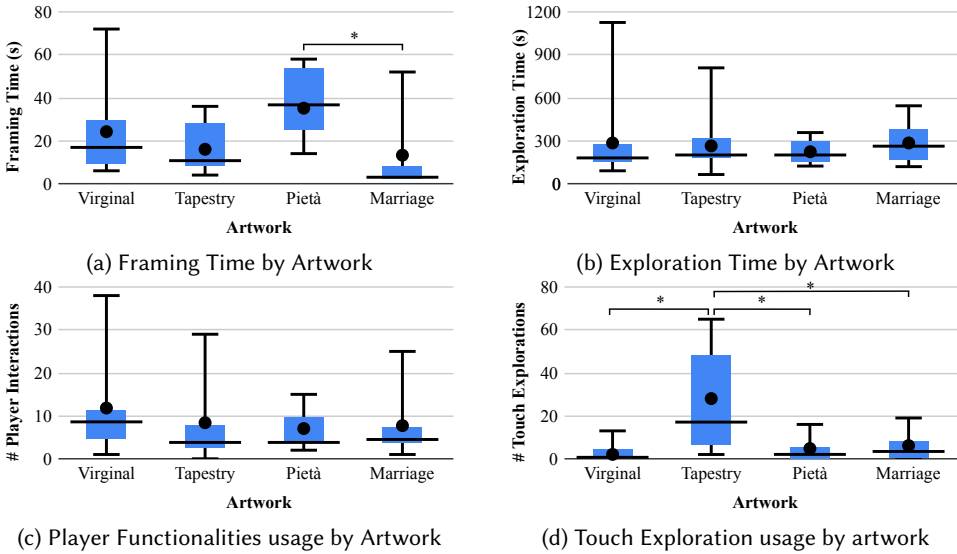 Framing Time (s)
80
60
40
20
0
*
Virginal Tapestry Pietà Marriage
Artwork
(a) Framing Time by Artwork
Exploration Time (s)
1200
900
600
300
0
Virginal Tapestry Pietà Marriage
Artwork
(b) Exploration Time by Artwork
# Player Interactions
40
30
20
10
0
Virginal Tapestry Pietà Marriage
Artwork
(c) Player Functionalities usage by Artwork
# Touch Explorations
80
60
40
20
0
* * *
Virginal Tapestry Pietà Marriage
Artwork
(d) Touch Exploration usage by artwork